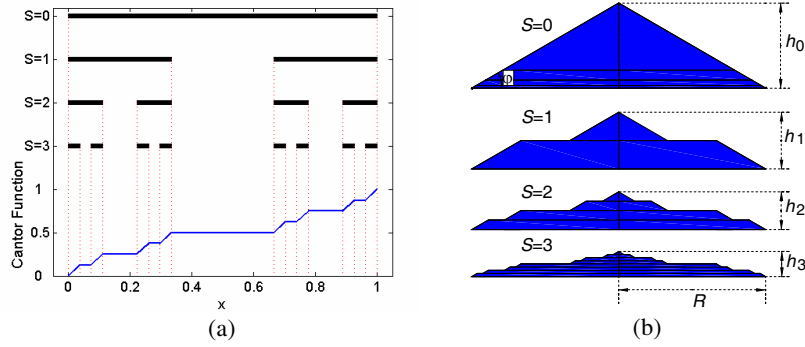 S=0
S=1
S=2
S=3
1
0.5
0
Cantor Function
0 0.2 0.4 0.6 0.8 1
x
(a)
S=0
h0
φ
S=1
h1
S=2
h2
S=3
h3
R
(b)